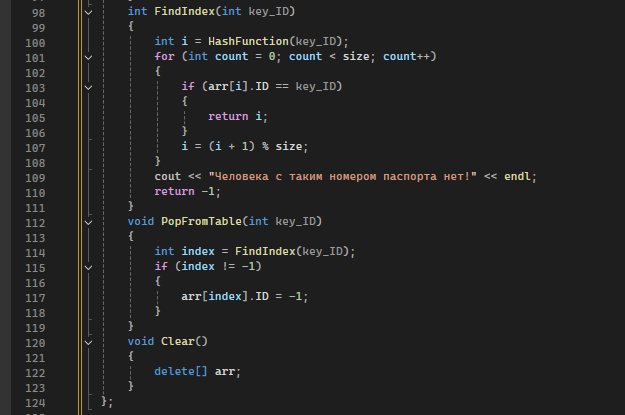 98 int FindIndex(int key_ID)
99 {
100 int i = HashFunction(key_ID);
101 for (int count = 0; count < size; count++)
102 {
103 if (arr[i].ID == key_ID)
104 {
105 return i;
106 }
107 i = (i + 1) % size;
108 }
109 cout << "Человека с таким номером паспорта нет!" << endl;
110 return -1;
111 }
112 void PopFromTable(int key_ID)
113 {
114 int index = FindIndex(key_ID);
115 if (index != -1)
116 {
117 arr[index].ID = -1;
118 }
119 }
120 void Clear()
121 {
122 delete[] arr;
123 }
124 };